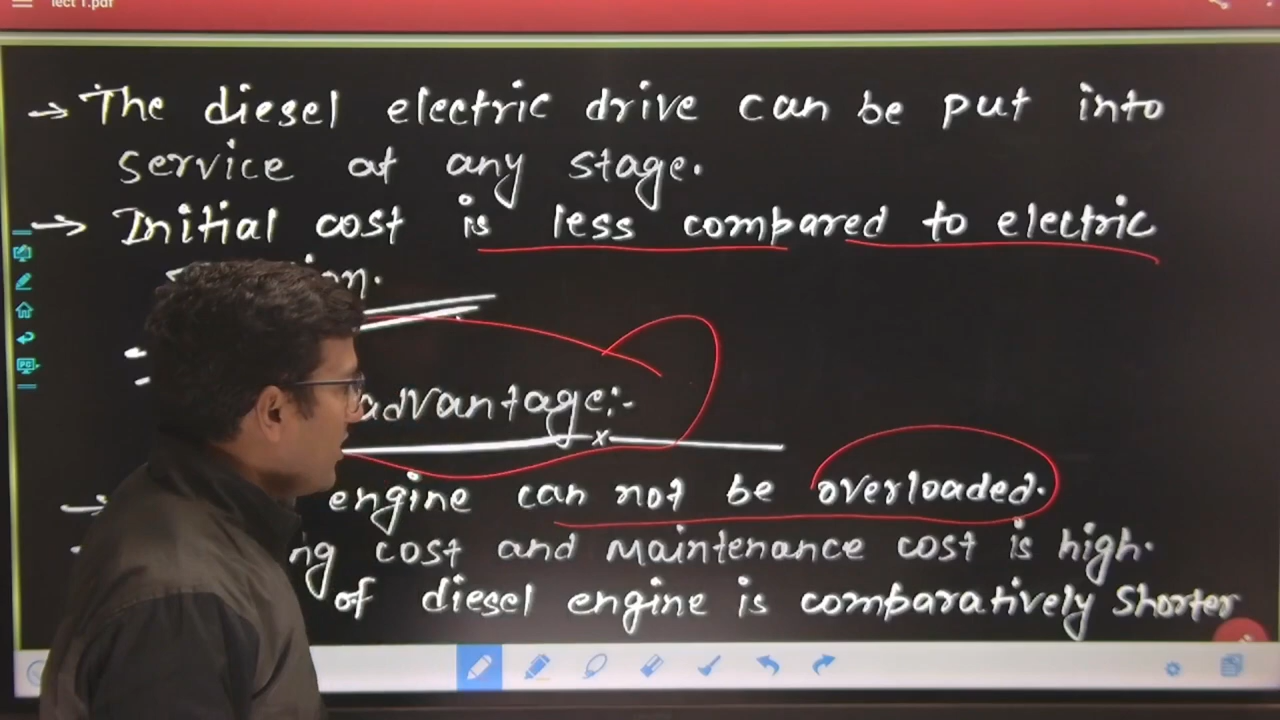 lect 1.pdf
→ The diesel electric drive can be put into
service at any stage.
→ Initial cost is less compared to electric
advantage:-
→ engine can not be overloaded.
cost and Maintenance cost is high.
of diesel engine is comparatively shorter